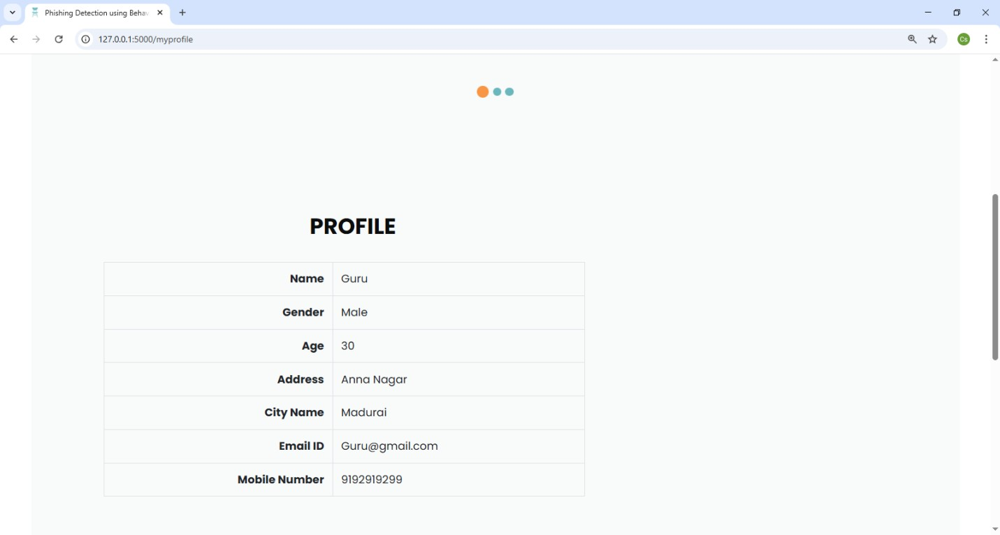 Phishing Detection using Behav
127.0.0.1:5000/myprofile
Cs
PROFILE
Name Guru
Gender Male
Age 30
Address Anna Nagar
City Name Madurai
Email ID Guru@gmail.com
Mobile Number 9192919299